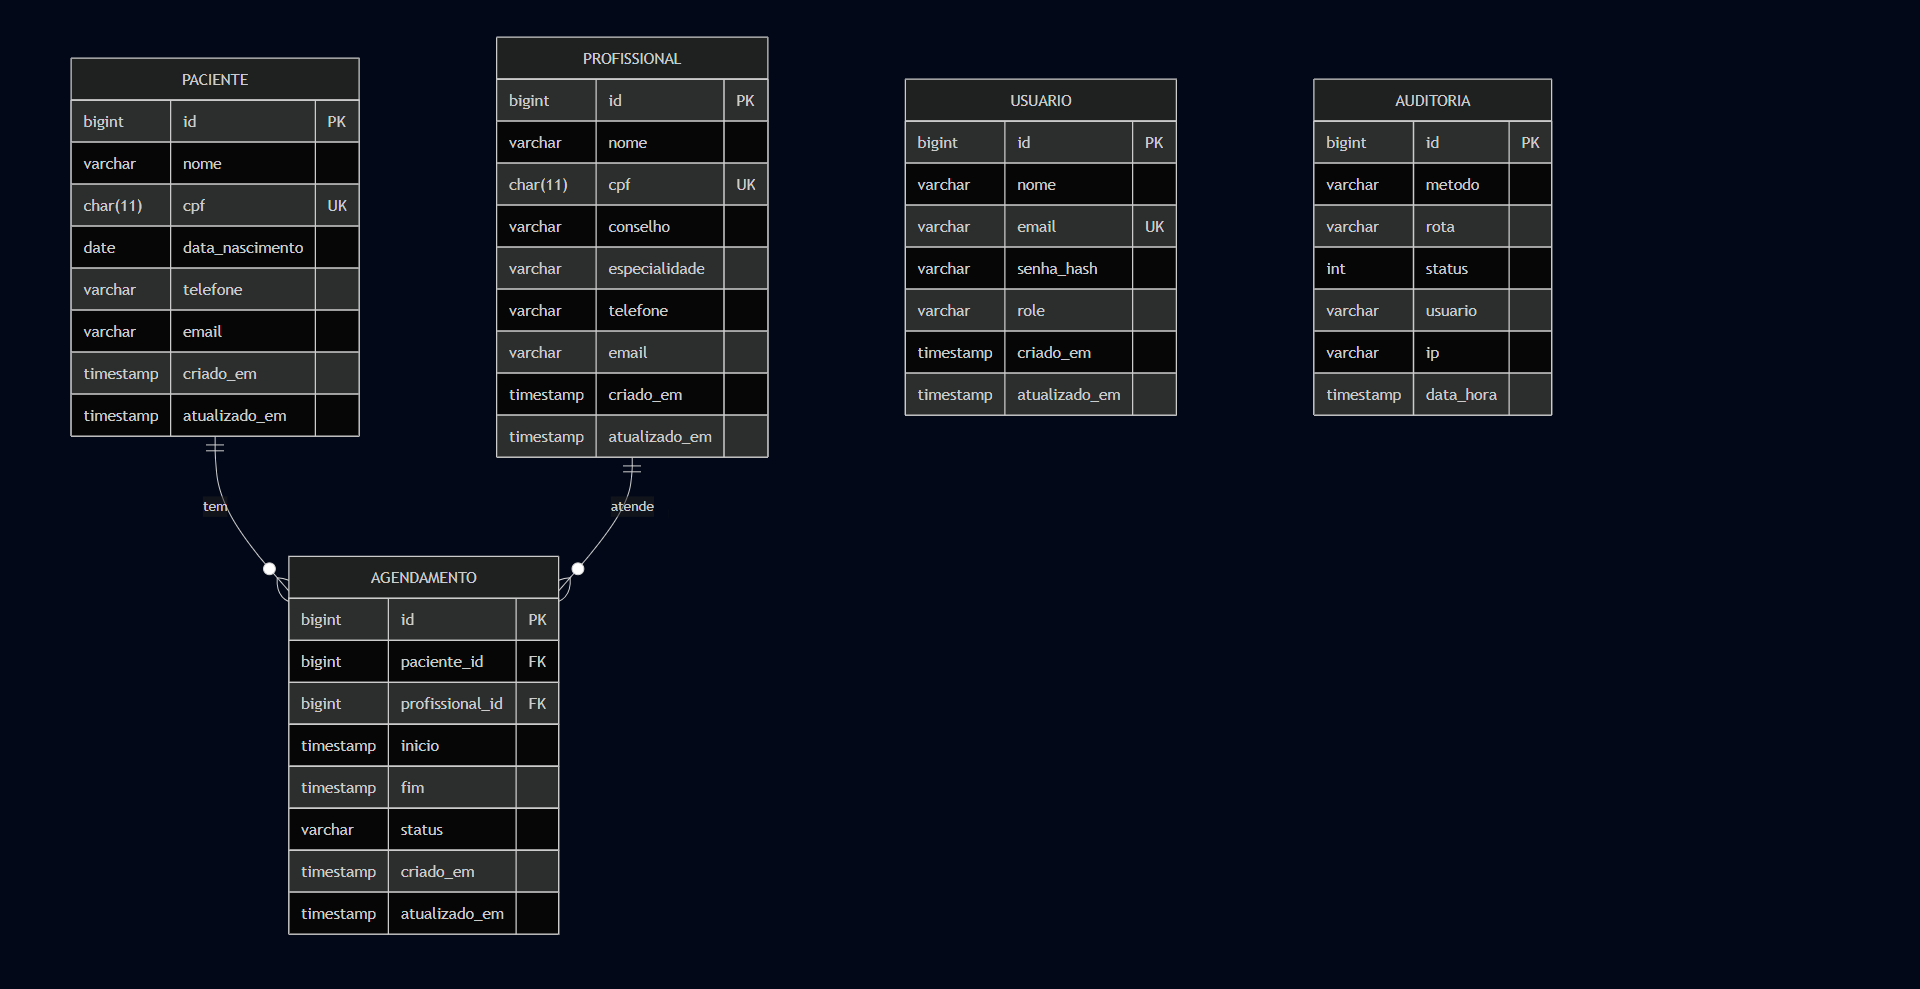 PACIENTE
bigint id PK
varchar nome
char(11) cpf UK
date data_nascimento
varchar telefone
varchar email
timestamp criado_em
timestamp atualizado_em
PROFISSIONAL
bigint id PK
varchar nome
char(11) cpf UK
varchar conselho
varchar especialidade
varchar telefone
varchar email
timestamp criado_em
timestamp atualizado_em
USUARIO
bigint id PK
varchar nome
varchar email UK
varchar senha_hash
varchar role
timestamp criado_em
timestamp atualizado_em
AUDITORIA
bigint id PK
varchar metodo
varchar rota
int status
varchar usuario
varchar ip
timestamp data_hora
tem
atende
AGENDAMENTO
bigint id PK
bigint paciente_id FK
bigint profissional_id FK
timestamp inicio
timestamp fim
varchar status
timestamp criado_em
timestamp atualizado_em